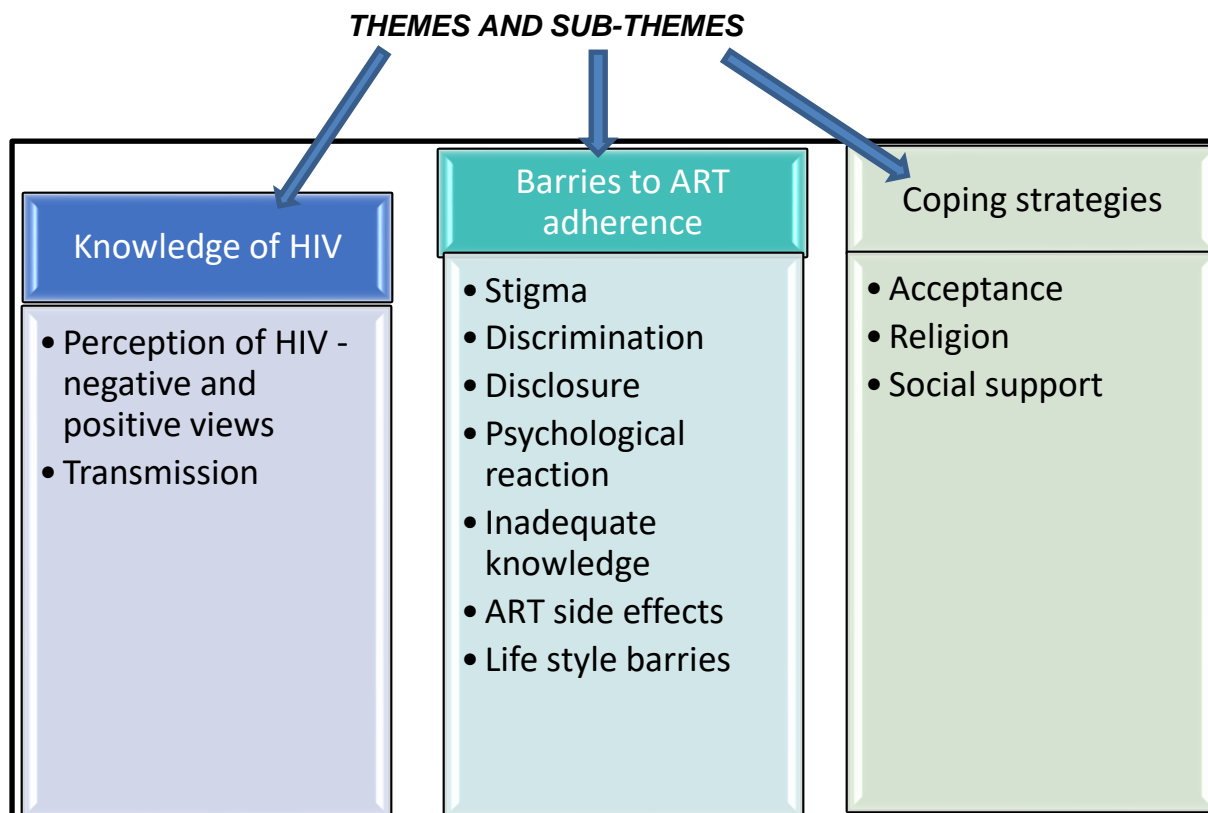 THEMES AND SUB-THEMES
Knowledge of HIV
• Perception of HIV -
negative and
positive views
• Transmission
Barries to ART
adherence
• Stigma
• Discrimination
• Disclosure
• Psychological
reaction
• Inadequate
knowledge
• ART side effects
• Life style barries
Coping strategies
• Acceptance
• Religion
• Social support